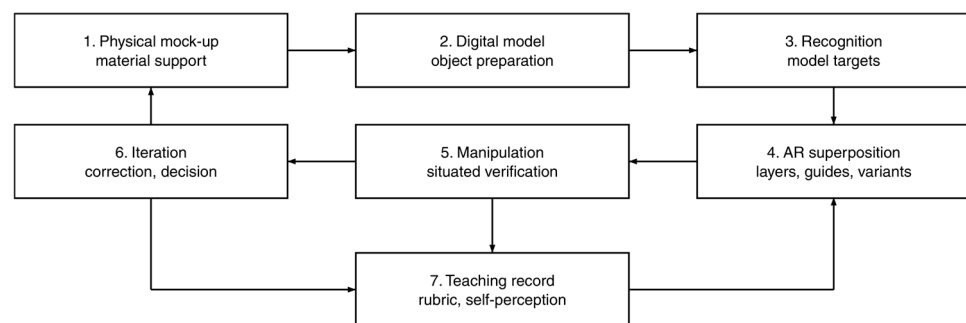 1. Physical mock-up
material support
2. Digital model
object preparation
3. Recognition
model targets
6. Iteration
correction, decision
5. Manipulation
situated verification
4. AR superposition
layers, guides, variants
7. Teaching record
rubric, self-perception